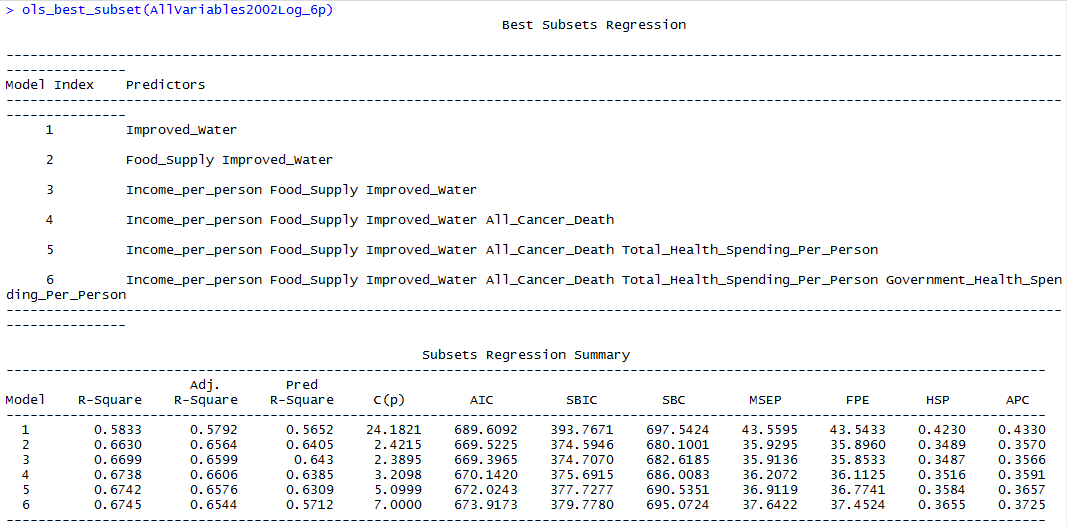 > ols_best_subset(AllVariables2002Log_6p)
Best Subsets Regression
------------------------------------------------------------------------------------------------------------------------------------
---------------
Model Index    Predictors
------------------------------------------------------------------------------------------------------------------------------------
---------------
1         Improved_Water
2         Food_Supply Improved_Water
3         Income_per_person Food_Supply Improved_Water
4         Income_per_person Food_Supply Improved_Water All_Cancer_Death
5         Income_per_person Food_Supply Improved_Water All_Cancer_Death Total_Health_Spending_Per_Person
6         Income_per_person Food_Supply Improved_Water All_Cancer_Death Total_Health_Spending_Per_Person Government_Health_Spen
ding_Per_Person
------------------------------------------------------------------------------------------------------------------------------------
---------------
Subsets Regression Summary
----------------------------------------------------------------------------------------------------------------------------------
Adj.        Pred
Model    R-Square    R-Square    R-Square    C(p)        AIC         SBIC        SBC         MSEP       FPE       HSP       APC
----------------------------------------------------------------------------------------------------------------------------------
1        0.5833      0.5792      0.5652    24.1821    689.6092    393.7671    697.5424    43.5595    43.5433    0.4230    0.4330
2        0.6630      0.6564      0.6405    2.4215     669.5225    374.5946    680.1001    35.9295    35.8960    0.3489    0.3570
3        0.6699      0.6599      0.643     2.3895     669.3965    374.7070    682.6185    35.9136    35.8533    0.3487    0.3566
4        0.6738      0.6606      0.6385    3.2098     670.1420    375.6915    686.0083    36.2072    36.1125    0.3516    0.3591
5        0.6742      0.6576      0.6309    5.0999     672.0243    377.7277    690.5351    36.9119    36.7741    0.3584    0.3657
6        0.6745      0.6544      0.5712    7.0000     673.9173    379.7780    695.0724    37.6422    37.4524    0.3655    0.3725
----------------------------------------------------------------------------------------------------------------------------------